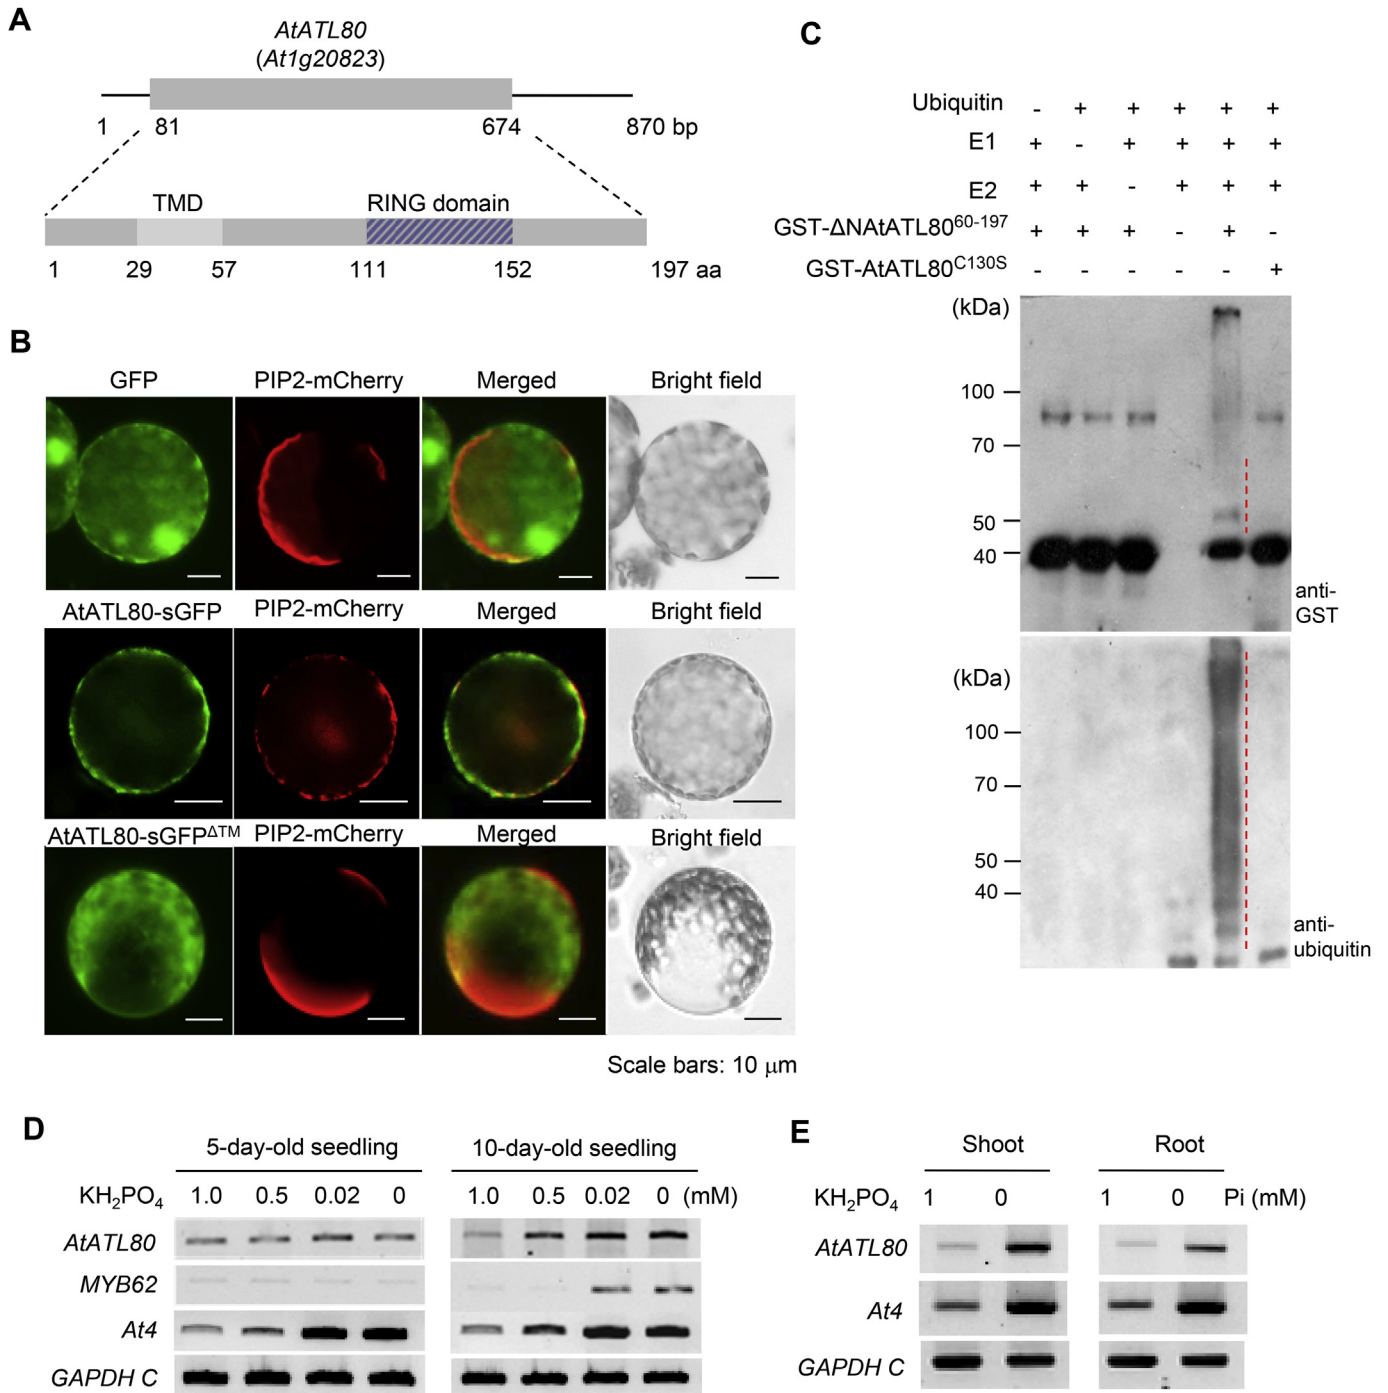 A
AtATL80
(At1g20823)
1 81 674 870 bp
TMD RING domain
1 29 57 111 152 197 aa
B
GFP PIP2-mCherry Merged Bright field
AtATL80-sGFP PIP2-mCherry Merged Bright field
AtATL80-sGFP^ΔTM PIP2-mCherry Merged Bright field
Scale bars: 10 μm
C
Ubiquitin - + + + + +
E1 + - + + + +
E2 + + - + + +
GST-ΔNAtATL80^60-197 + + + - + -
GST-AtATL80^C130S - - - - - +
(kDa)
100
70
50
40
anti-
GST
(kDa)
100
70
50
40
anti-
ubiquitin
D
5-day-old seedling 10-day-old seedling
KH₂PO₄ 1.0 0.5 0.02 0 1.0 0.5 0.02 0 (mM)
AtATL80
MYB62
At4
GAPDH C
E
Shoot Root
KH₂PO₄ 1 0 1 0 Pi (mM)
AtATL80
At4
GAPDH C